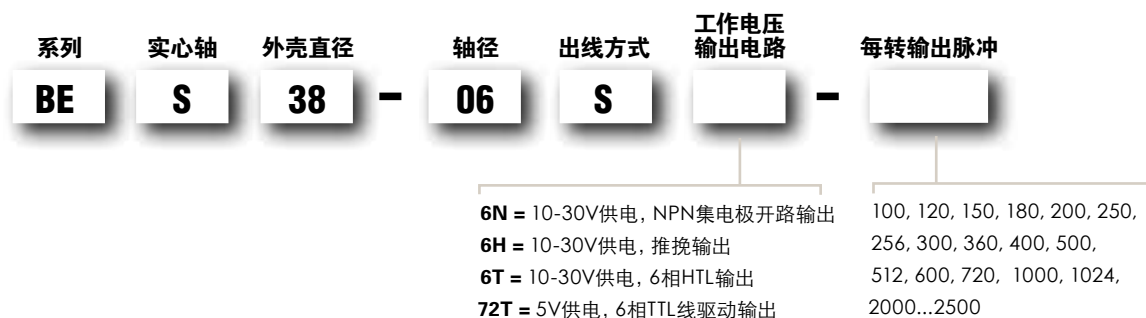 系列 实心轴 外壳直径 轴径 出线方式 工作电压 输出电路 每转输出脉冲
BE S 38 - 06 S -
6N = 10-30V供电, NPN集电极开路输出
6H = 10-30V供电, 推挽输出
6T = 10-30V供电, 6相HTL输出
72T = 5V供电, 6相TTL线驱动输出
100, 120, 150, 180, 200, 250,
256, 300, 360, 400, 500,
512, 600, 720, 1000, 1024,
2000...2500